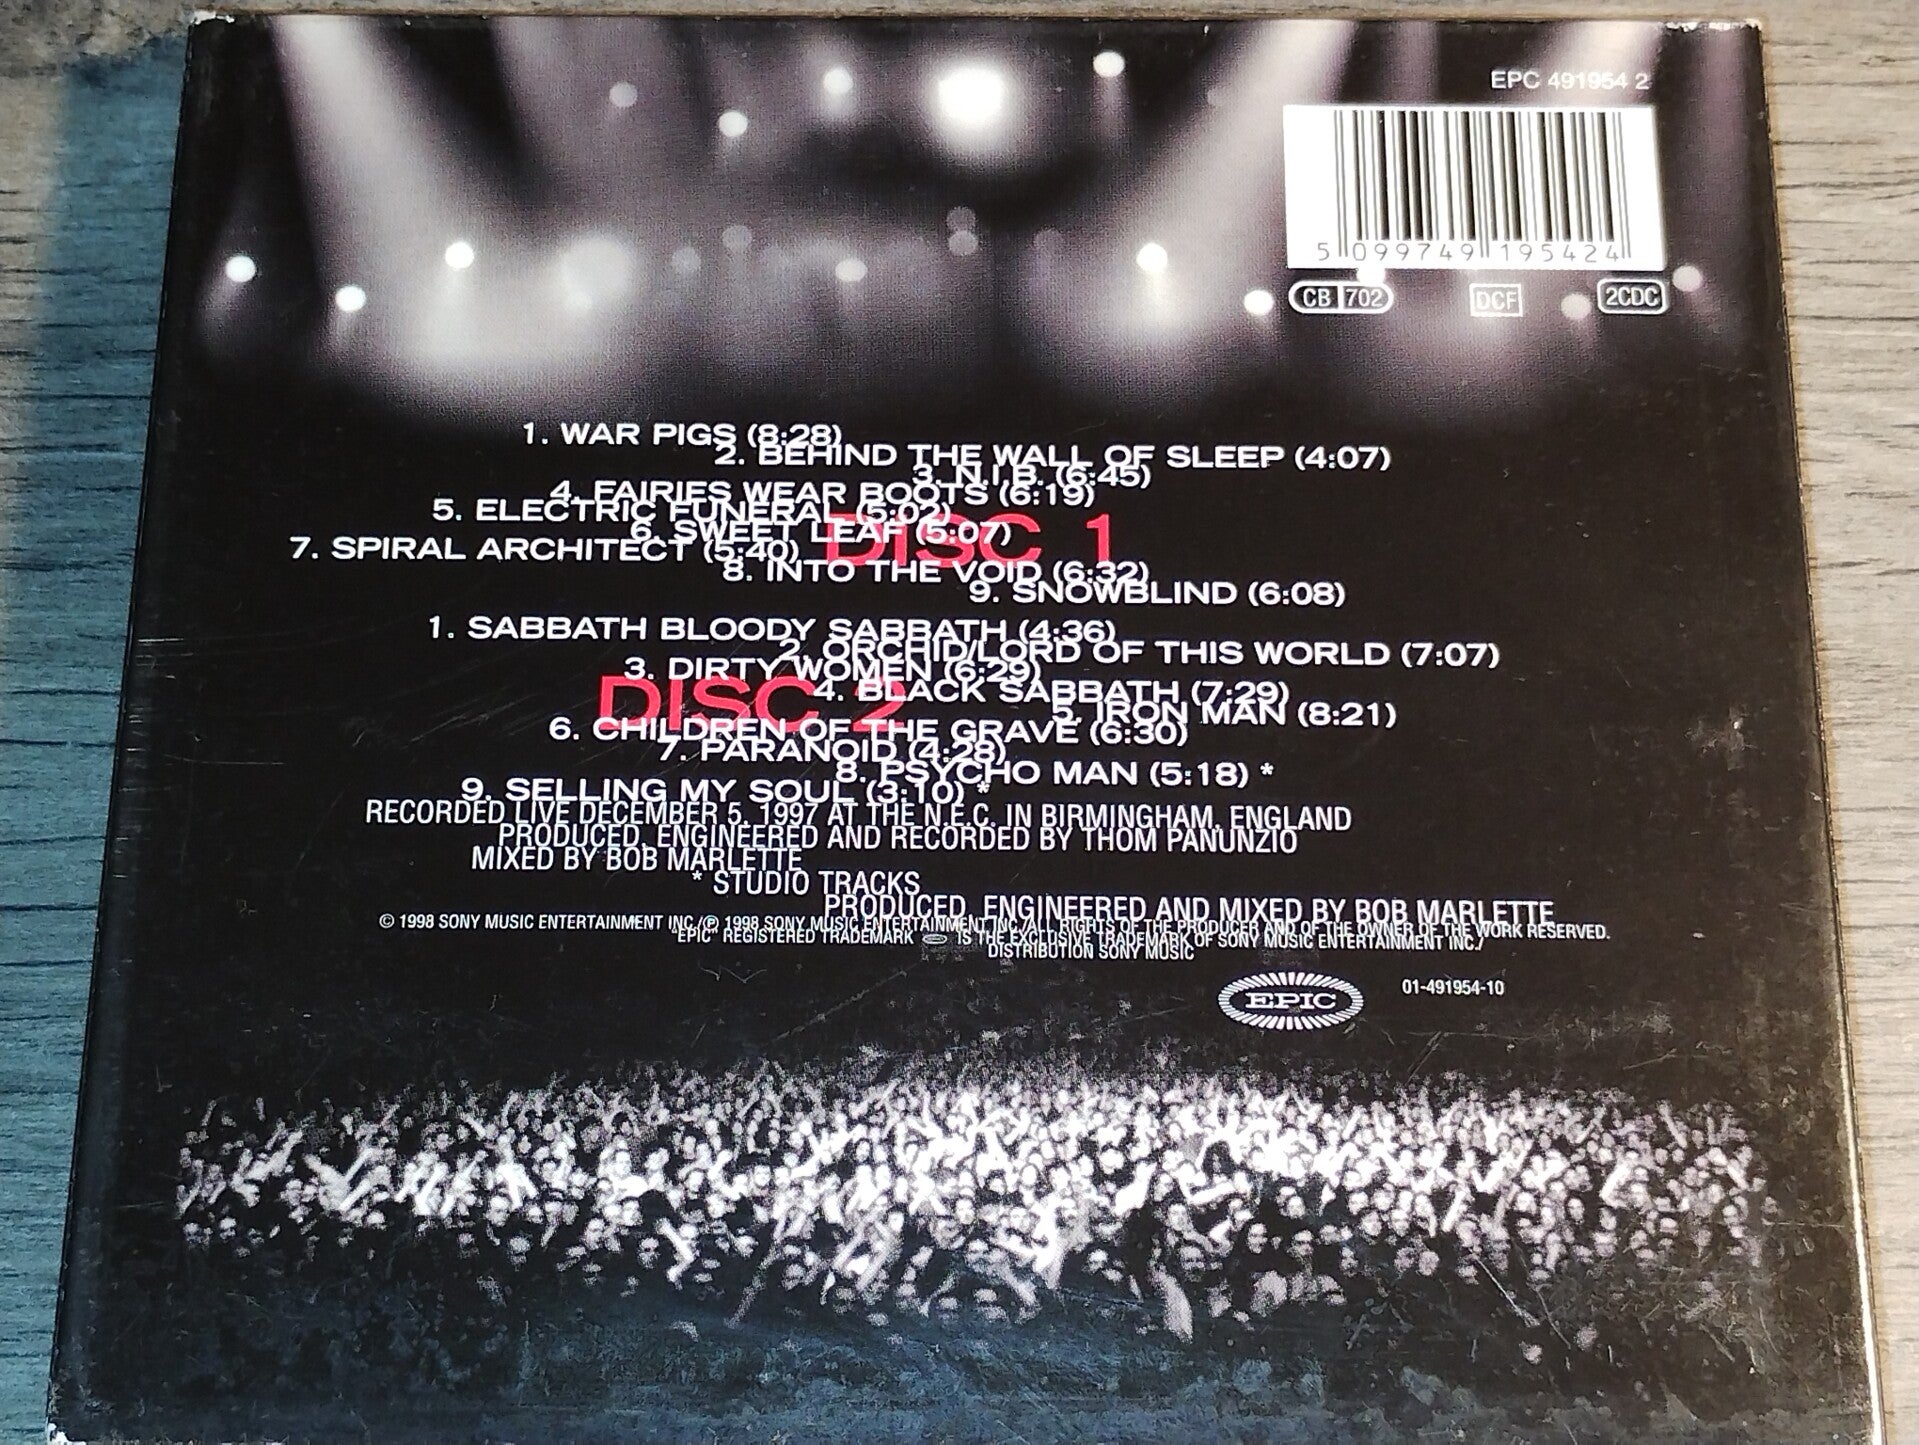 EPC 491954 2
5 099749 195424
CB 702
DCF
2CDC
1. WAR PIGS (8:28)
2. BEHIND THE WALL OF SLEEP (4:07)
3. N.I.B. (6:45)
4. FAIRIES WEAR BOOTS (6:19)
5. ELECTRIC FUNERAL (5:02)
6. SWEET LEAF (5:07)
DISC 1
7. SPIRAL ARCHITECT (5:40)
8. INTO THE VOID (6:32)
9. SNOWBLIND (6:08)
1. SABBATH BLOODY SABBATH (4:36)
2. ORCHID/LORD OF THIS WORLD (7:07)
3. DIRTY WOMEN (6:29)
4. BLACK SABBATH (7:29)
DISC 2
5. IRON MAN (8:21)
6. CHILDREN OF THE GRAVE (6:30)
7. PARANOID (4:28)
8. PSYCHO MAN (5:18) *
9. SELLING MY SOUL (3:10) *
RECORDED LIVE DECEMBER 5, 1997 AT THE N.E.C. IN BIRMINGHAM, ENGLAND
PRODUCED, ENGINEERED AND RECORDED BY THOM PANUNZIO
MIXED BY BOB MARLETTE
* STUDIO TRACKS
PRODUCED, ENGINEERED AND MIXED BY BOB MARLETTE
© 1998 SONY MUSIC ENTERTAINMENT INC./℗ 1998 SONY MUSIC ENTERTAINMENT INC./ALL RIGHTS OF THE PRODUCER AND OF THE OWNER OF THE WORK RESERVED.
"EPIC" REGISTERED TRADEMARK IS THE EXCLUSIVE TRADEMARK OF SONY MUSIC ENTERTAINMENT INC./
DISTRIBUTION SONY MUSIC
EPIC
01-491954-10